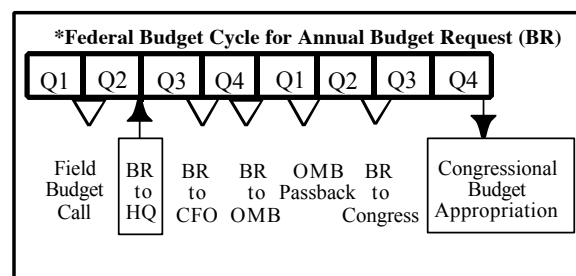 *Federal Budget Cycle for Annual Budget Request (BR)
Q1 Q2 Q3 Q4 Q1 Q2 Q3 Q4
Field
Budget
Call
BR
to
HQ
BR
to
CFO
BR
to
OMB
OMB
Passback
BR
to
Congress
Congressional
Budget
Appropriation